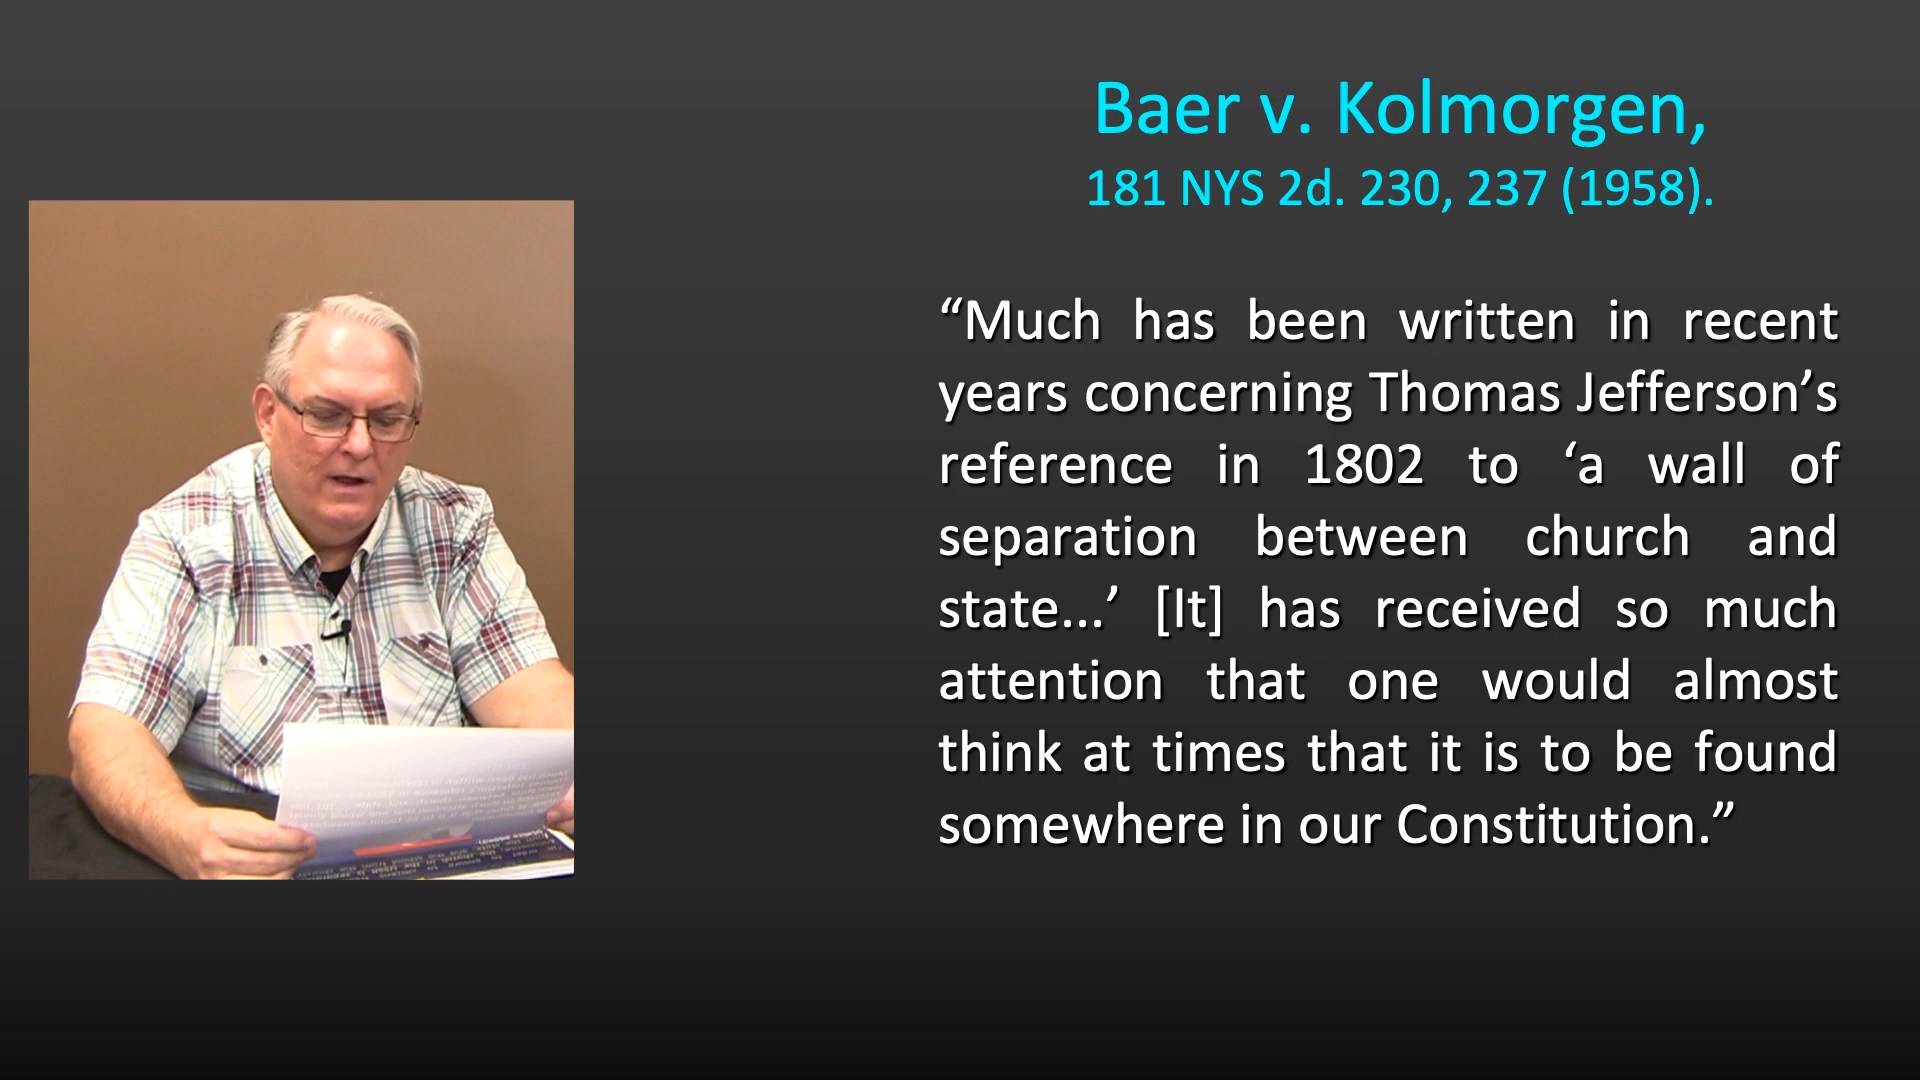 Baer v. Kolmorgen,
181 NYS 2d. 230, 237 (1958).
“Much has been written in recent
years concerning Thomas Jefferson’s
reference in 1802 to ‘a wall of
separation between church and
state...’ [It] has received so much
attention that one would almost
think at times that it is to be found
somewhere in our Constitution.”